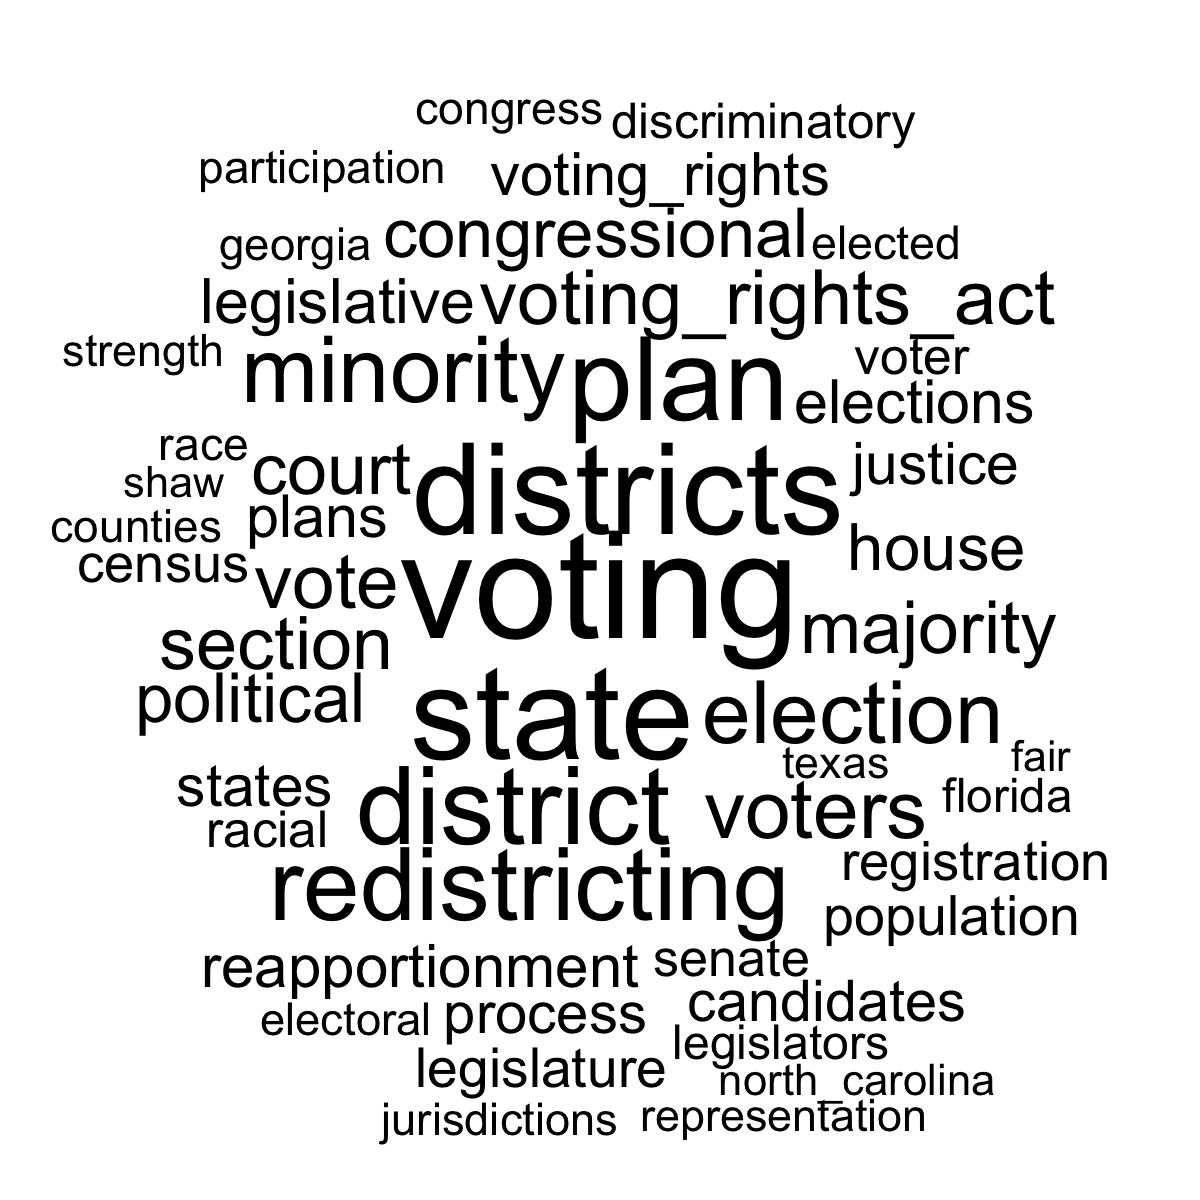 congress discriminatory
participation voting_rights
georgia congressional elected
legislative voting_rights_act
strength minority plan voter
elections
race court districts justice
shaw
counties plans house
census vote voting
section majority
political state election
texas fair
states district voters florida
racial
redistricting registration
population
reapportionment senate
electoral process candidates
legislature legislators
north_carolina
jurisdictions representation